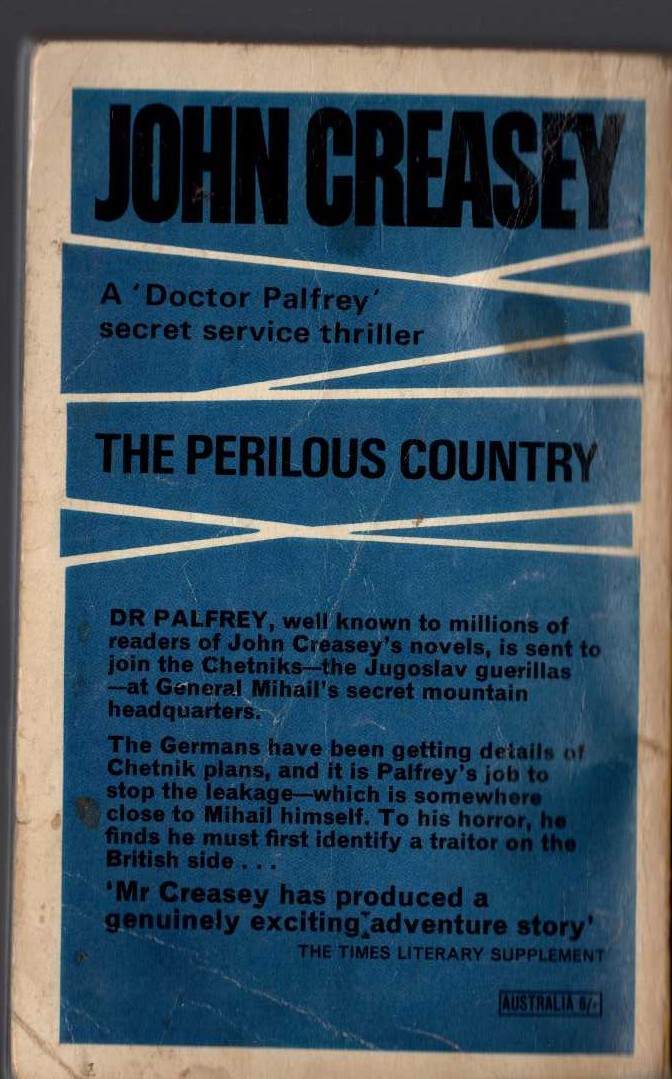 JOHN CREASEY
A 'Doctor Palfrey'
secret service thriller
THE PERILOUS COUNTRY
DR PALFREY, well known to millions of
readers of John Creasey's novels, is sent to
join the Chetniks—the Jugoslav guerillas
—at General Mihail's secret mountain
headquarters.
The Germans have been getting details of
Chetnik plans, and it is Palfrey's job to
stop the leakage—which is somewhere
close to Mihail himself. To his horror, he
finds he must first identify a traitor on the
British side . . .
'Mr Creasey has produced a
genuinely exciting adventure story'
THE TIMES LITERARY SUPPLEMENT
AUSTRALIA 6/-